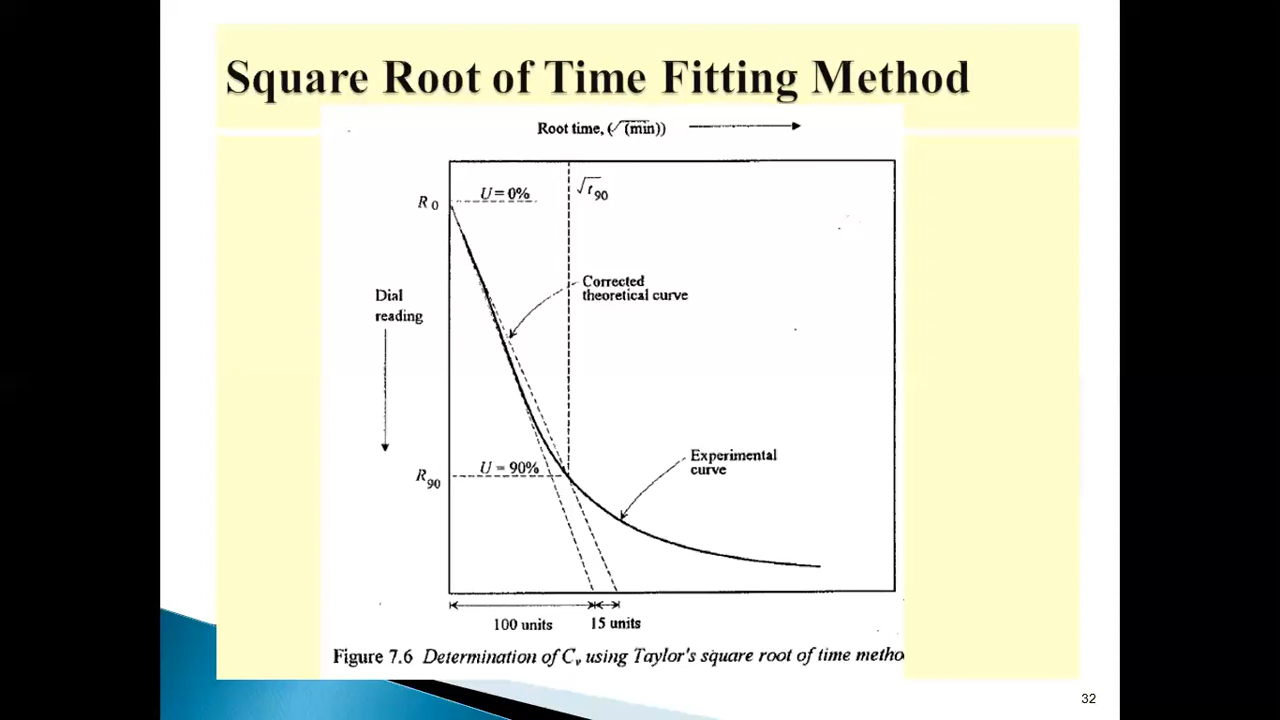 Square Root of Time Fitting Method
Root time, (√(min))
√t90
U = 0%
R0
Corrected
theoretical curve
Dial
reading
Experimental
curve
U = 90%
R90
100 units
15 units
Figure 7.6 Determination of Cv using Taylor's square root of time metho
32